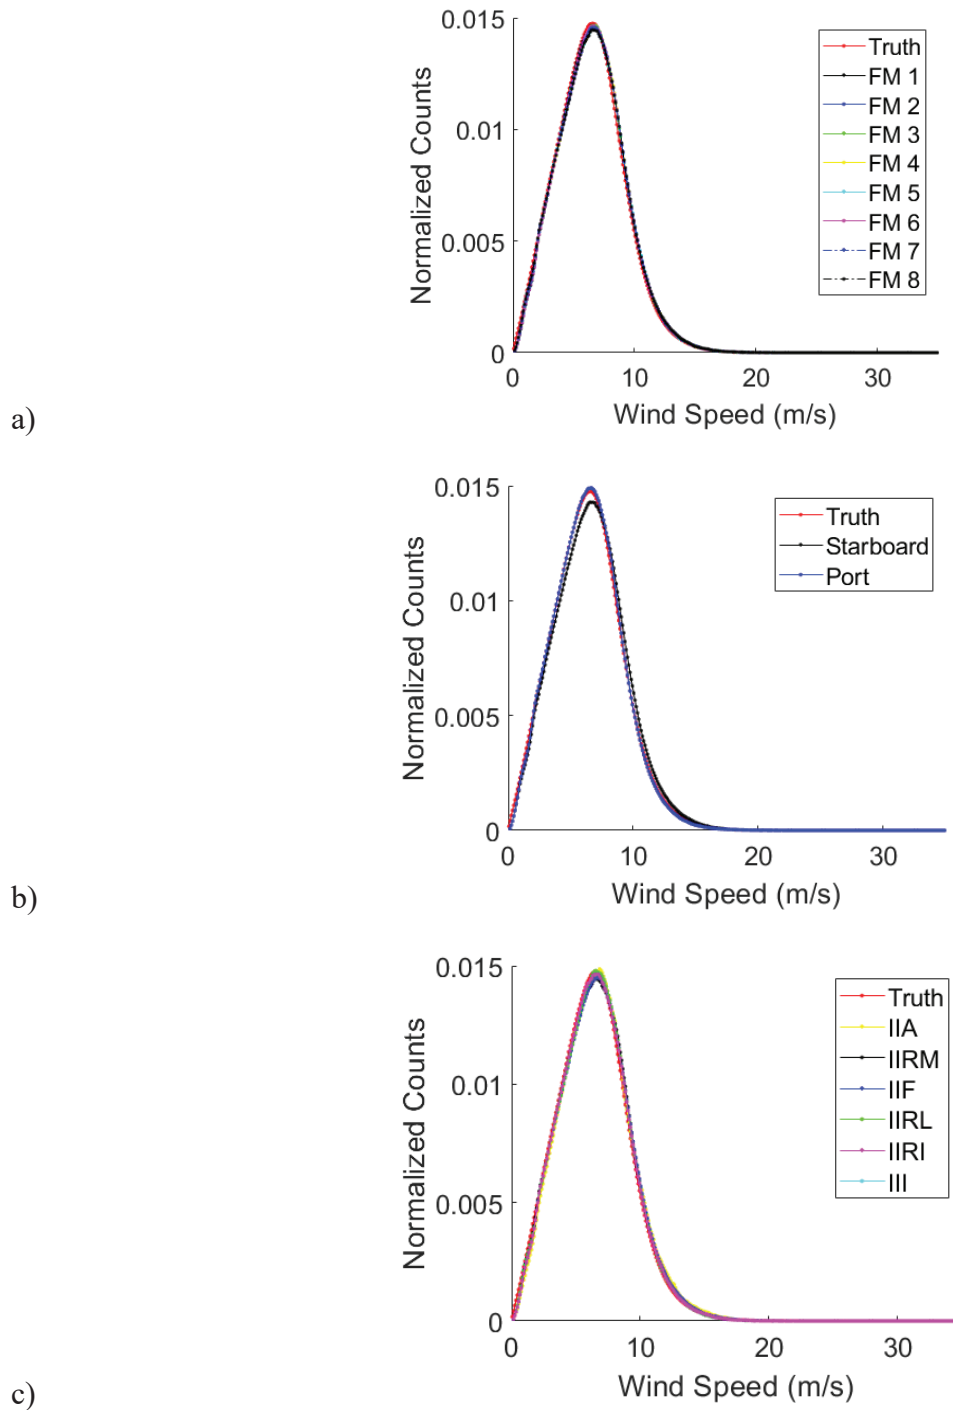 0.015
0.01
0.005
0
0 10 20 30
Normalized Counts
Wind Speed (m/s)
Truth
FM 1
FM 2
FM 3
FM 4
FM 5
FM 6
FM 7
FM 8
a)
0.015
0.01
0.005
0
0 10 20 30
Normalized Counts
Wind Speed (m/s)
Truth
Starboard
Port
b)
0.015
0.01
0.005
0
0 10 20 30
Normalized Counts
Wind Speed (m/s)
Truth
IIA
IIRM
IIF
IIRL
IIRI
III
c)